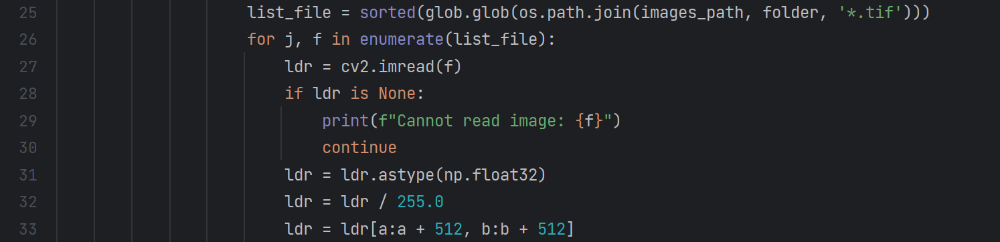 25 list_file = sorted(glob.glob(os.path.join(images_path, folder, '*.tif')))
26 for j, f in enumerate(list_file):
27     ldr = cv2.imread(f)
28     if ldr is None:
29         print(f"Cannot read image: {f}")
30         continue
31     ldr = ldr.astype(np.float32)
32     ldr = ldr / 255.0
33     ldr = ldr[a:a + 512, b:b + 512]